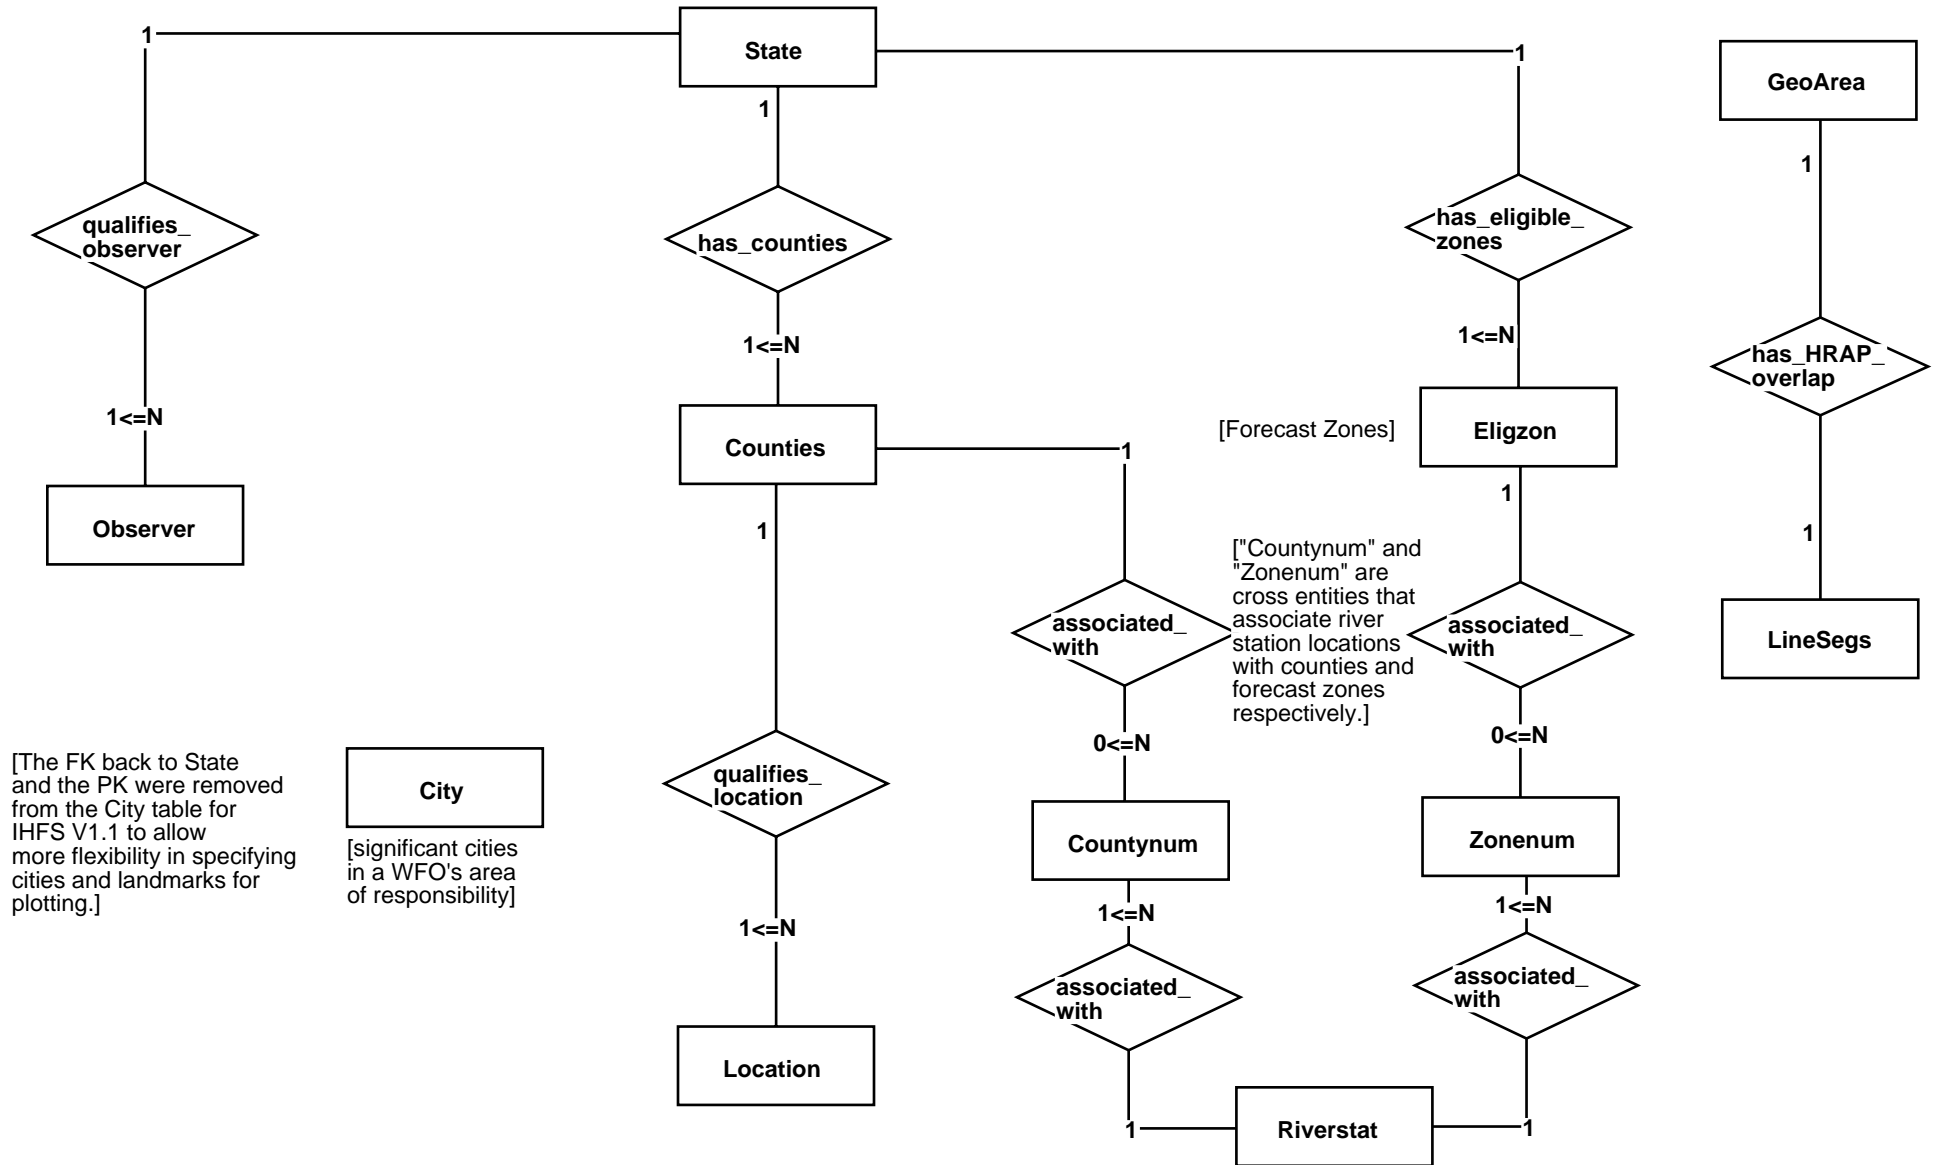 State
1
1
1
GeoArea
1
1
qualifies_
observer
has_counties
has_eligible_
zones
1<=N
1<=N
1<=N
has_HRAP_
overlap
Observer
Counties
1
[Forecast Zones]
Eligzon
1
1
1
["Countynum" and
"Zonenum" are
cross entities that
associate river
station locations
with counties and
forecast zones
respectively.]
associated_
with
associated_
with
LineSegs
0<=N
0<=N
[The FK back to State
and the PK were removed
from the City table for
IHFS V1.1 to allow
more flexibility in specifying
cities and landmarks for
plotting.]
City
[significant cities
in a WFO's area
of responsibility]
qualifies_
location
Countynum
Zonenum
1<=N
1<=N
1<=N
associated_
with
associated_
with
Location
1
Riverstat
1